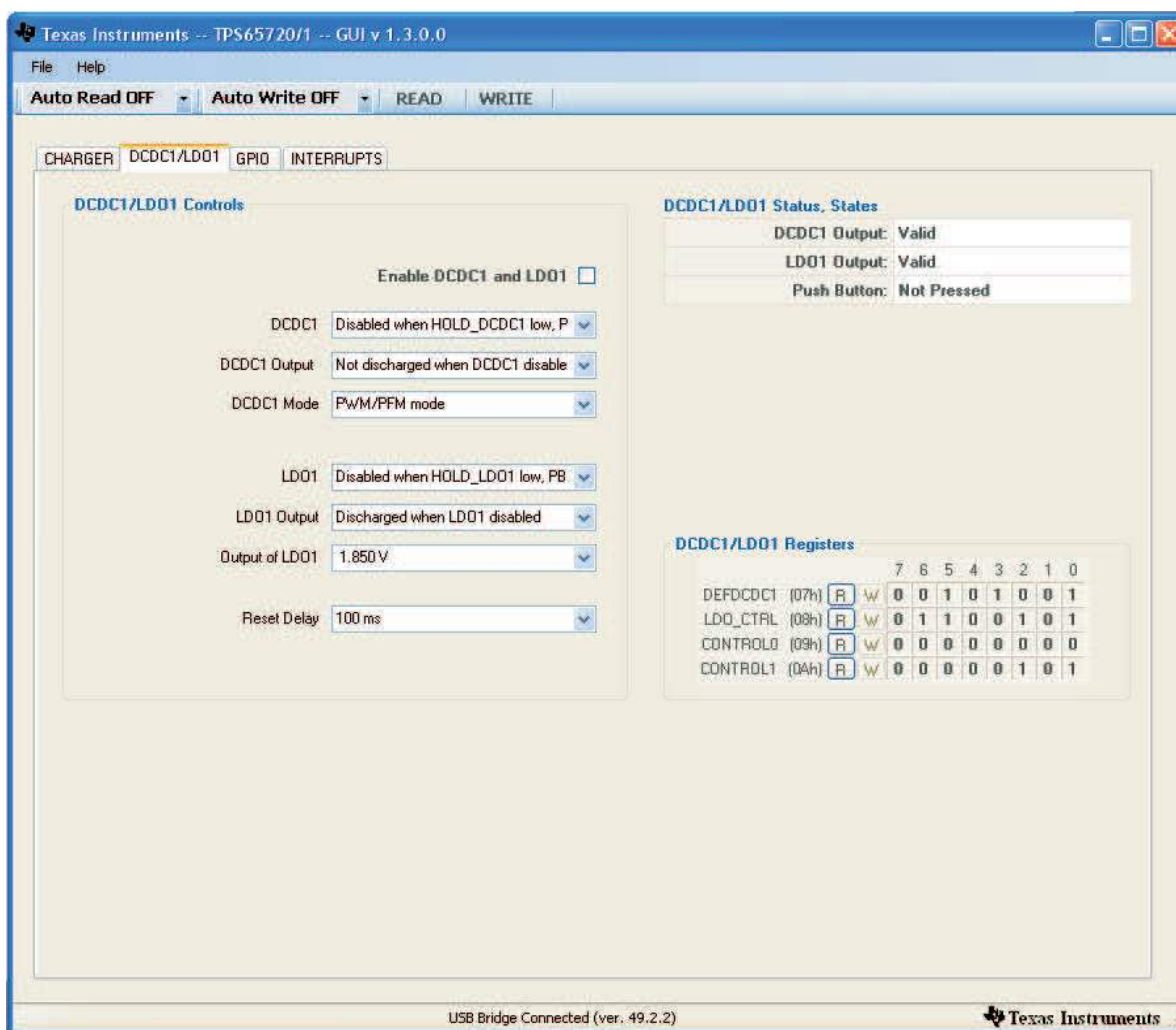 Texas Instruments -- TPS65720/1 -- GUI v 1.3.0.0
File Help
Auto Read OFF Auto Write OFF READ WRITE
CHARGER DCDC1/LDO1 GPIO INTERRUPTS
DCDC1/LDO1 Controls
Enable DCDC1 and LDO1
DCDC1 Disabled when HOLD_DCDC1 low, P
DCDC1 Output Not discharged when DCDC1 disable
DCDC1 Mode PWM/PFM mode
LDO1 Disabled when HOLD_LDO1 low, PB
LDO1 Output Discharged when LDO1 disabled
Output of LDO1 1.850 V
Reset Delay 100 ms
DCDC1/LDO1 Status, States
DCDC1 Output: Valid
LDO1 Output: Valid
Push Button: Not Pressed
DCDC1/LDO1 Registers
7 6 5 4 3 2 1 0
DEFDCDC1 (07h) R W 0 0 1 0 1 0 0 1
LDO_CTRL (08h) R W 0 1 1 0 0 1 0 1
CONTROL0 (09h) R W 0 0 0 0 0 0 0 0
CONTROL1 (0Ah) R W 0 0 0 0 0 1 0 1
USB Bridge Connected (ver. 49.2.2)
Texas Instruments